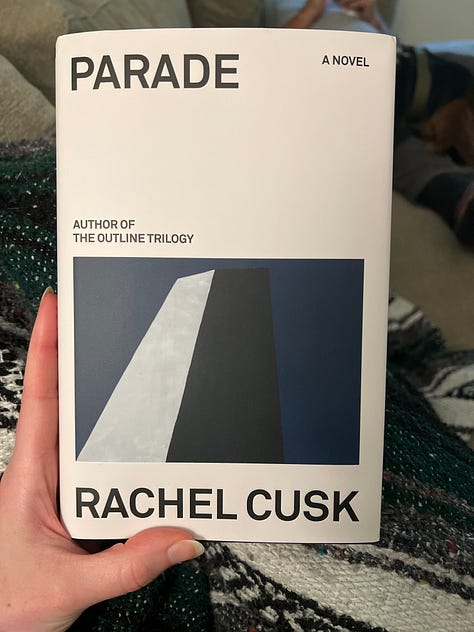 PARADE
A NOVEL
AUTHOR OF
THE OUTLINE TRILOGY
RACHEL CUSK